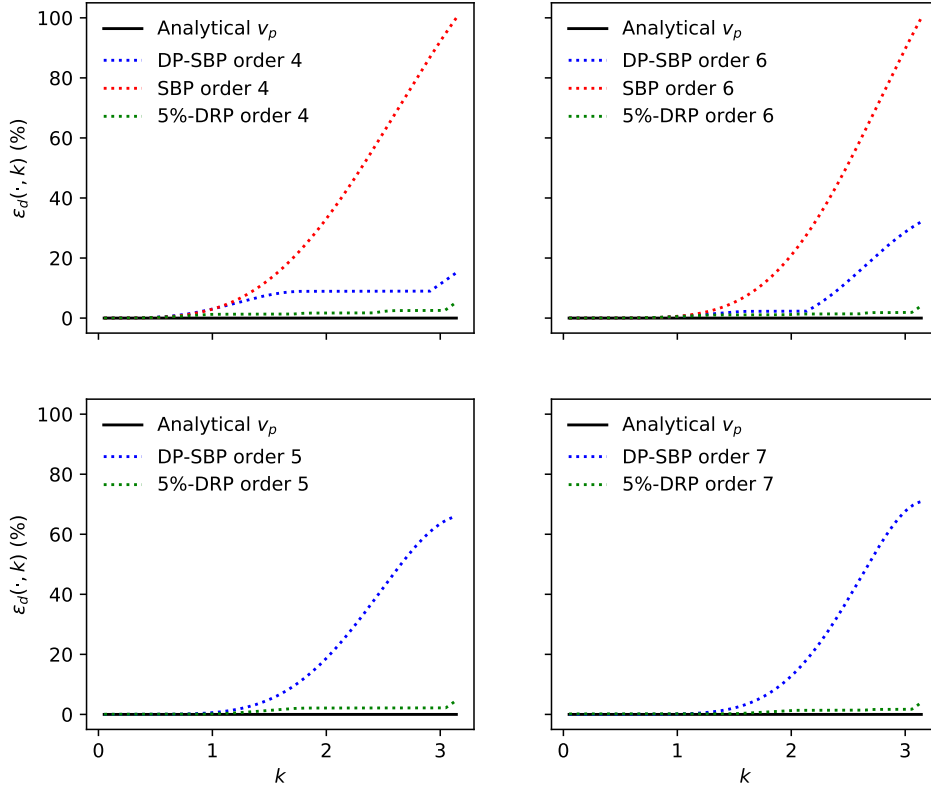 100
80
60
40
20
0
ε_d(·, k) (%)
Analytical v_p
DP-SBP order 4
SBP order 4
5%-DRP order 4
Analytical v_p
DP-SBP order 6
SBP order 6
5%-DRP order 6
100
80
60
40
20
0
ε_d(·, k) (%)
Analytical v_p
DP-SBP order 5
5%-DRP order 5
0 1 2 3
k
Analytical v_p
DP-SBP order 7
5%-DRP order 7
0 1 2 3
k